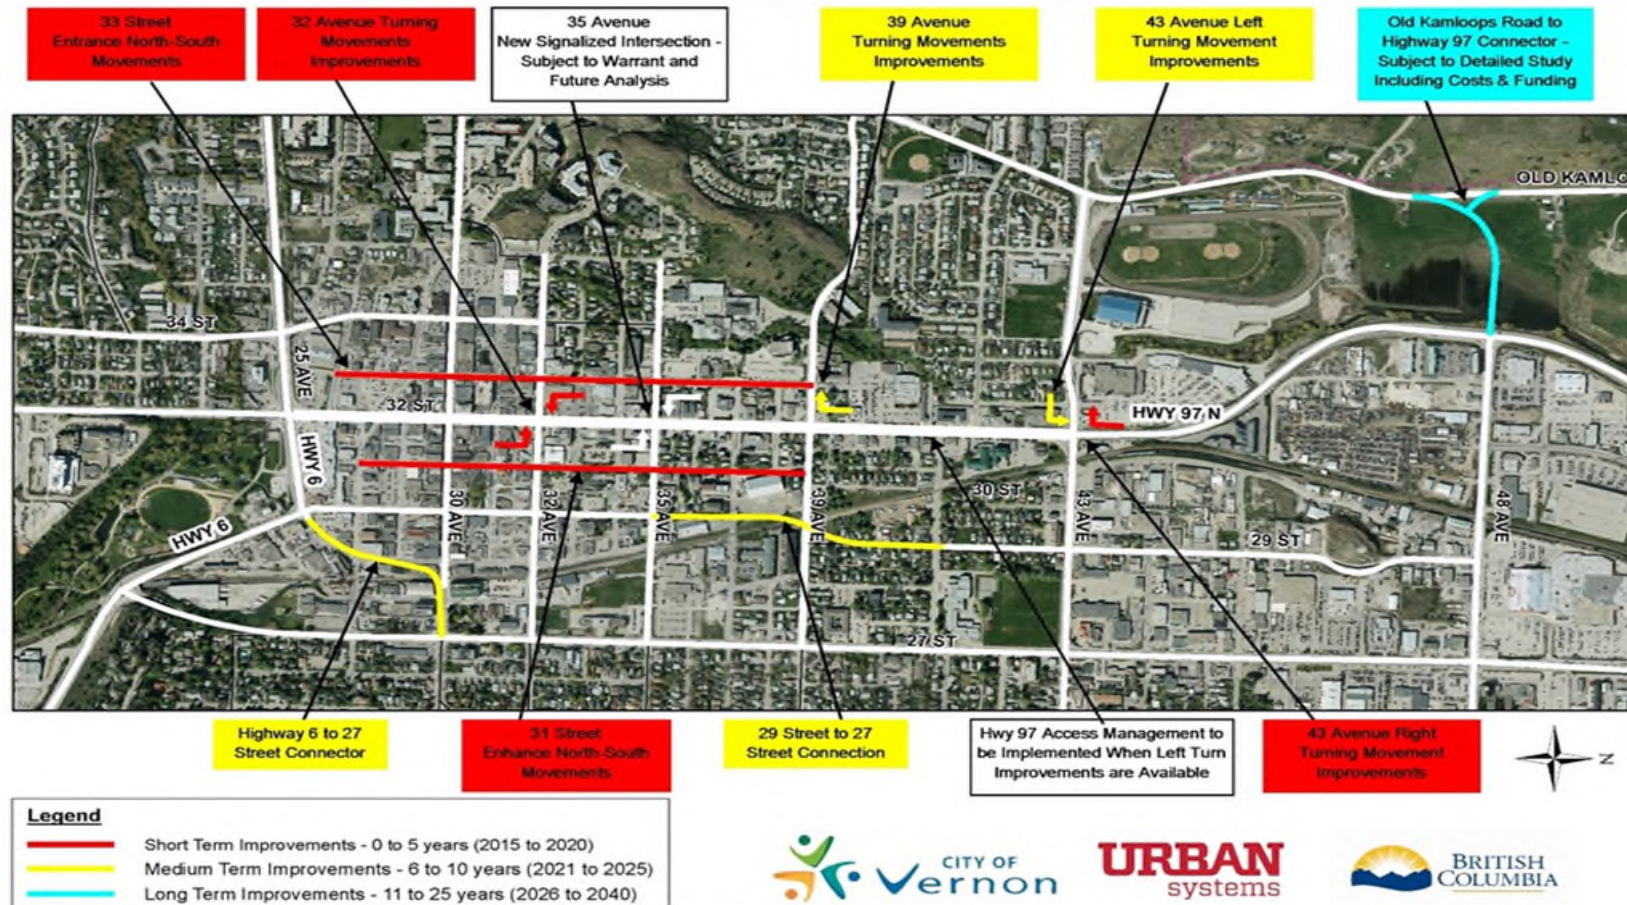 33 Street
Entrance North-South
Movements
32 Avenue Turning
Movements
Improvements
35 Avenue
New Signalized Intersection -
Subject to Warrant and
Future Analysis
39 Avenue
Turning Movements
Improvements
43 Avenue Left
Turning Movement
Improvements
Old Kamloops Road to
Highway 97 Connector -
Subject to Detailed Study
Including Costs & Funding
OLD KAMLO
34 ST
25 AVE
32 ST
HWY 97 N
HWY 6
HWY 6
30 AVE
32 AVE
35 AVE
39 AVE
30 ST
43 AVE
29 ST
48 AVE
27 ST
Highway 6 to 27
Street Connector
31 Street
Enhance North-South
Movements
29 Street to 27
Street Connection
Hwy 97 Access Management to
be Implemented When Left Turn
Improvements are Available
43 Avenue Right
Turning Movement
Improvements
N
Legend
Short Term Improvements - 0 to 5 years (2015 to 2020)
Medium Term Improvements - 6 to 10 years (2021 to 2025)
Long Term Improvements - 11 to 25 years (2026 to 2040)
CITY OF
Vernon
URBAN
systems
BRITISH
COLUMBIA